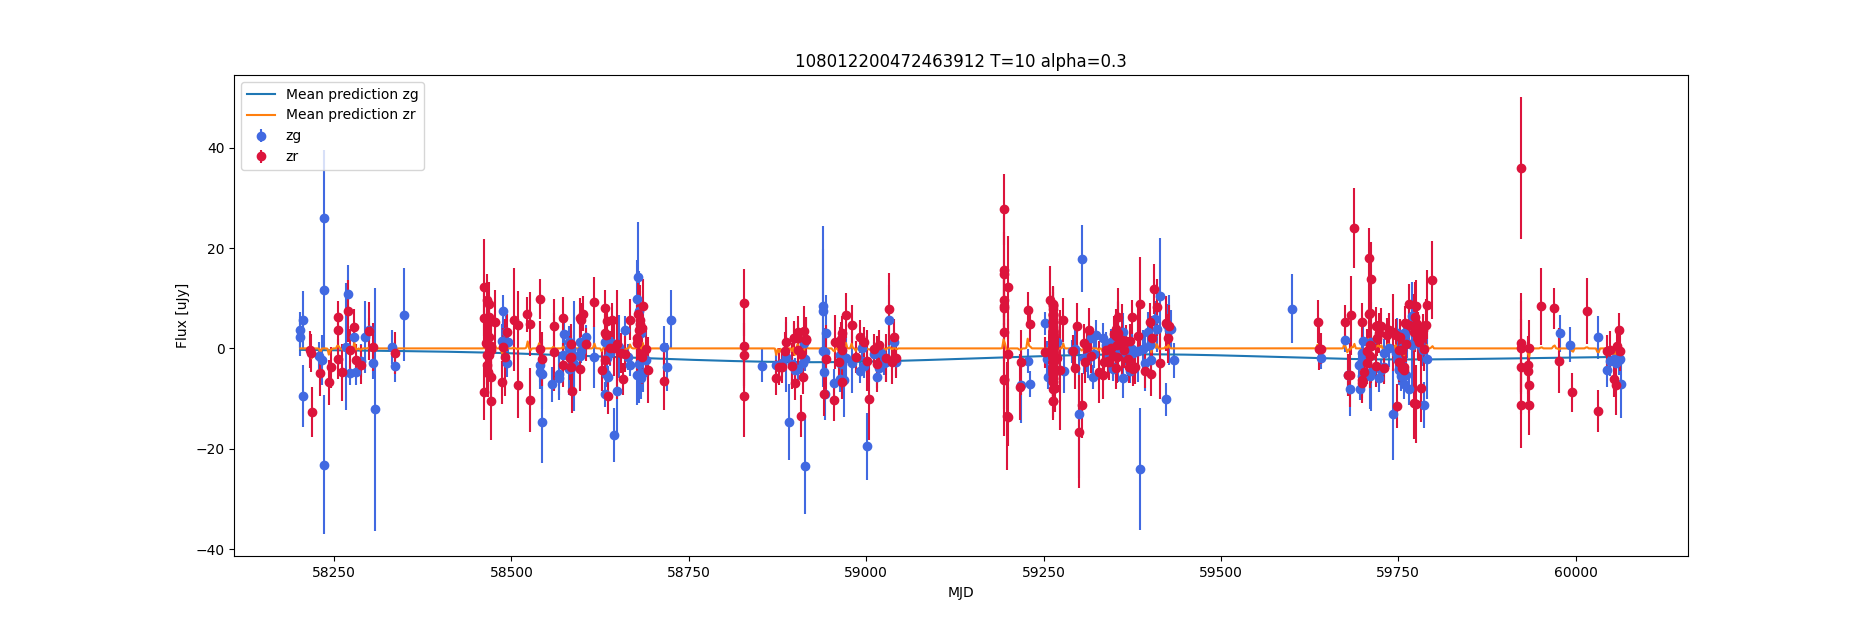 108012200472463912 T=10 alpha=0.3
Mean prediction zg
Mean prediction zr
zg
zr
Flux [uJy]
40
20
0
−20
−40
58250 58500 58750 59000 59250 59500 59750 60000
MJD